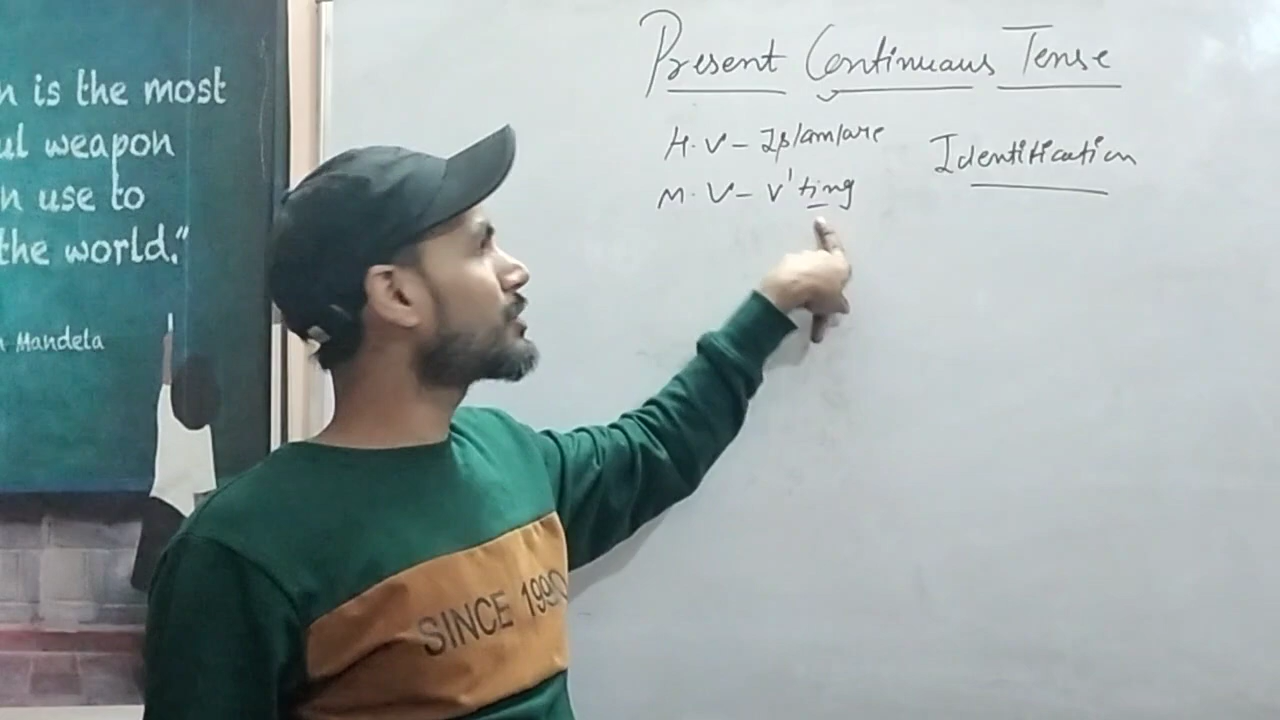 n is the most
ul weapon
n use to
the world."
Mandela
Present Continuous Tense
H.V – Is/am/are
M.V – V¹+ing
Identification
SINCE 1990